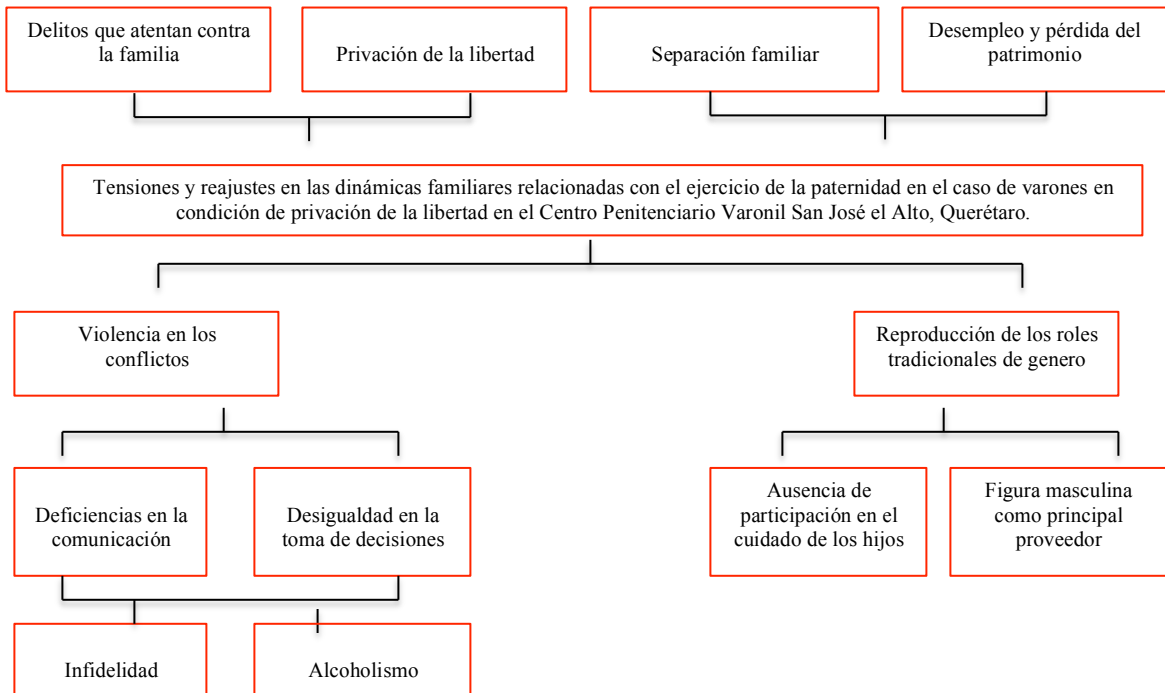 Delitos que atentan contra
la familia
Privación de la libertad
Separación familiar
Desempleo y pérdida del
patrimonio
Tensiones y reajustes en las dinámicas familiares relacionadas con el ejercicio de la paternidad en el caso de varones en
condición de privación de la libertad en el Centro Penitenciario Varonil San José el Alto, Querétaro.
Violencia en los
conflictos
Reproducción de los roles
tradicionales de genero
Deficiencias en la
comunicación
Desigualdad en la
toma de decisiones
Ausencia de
participación en el
cuidado de los hijos
Figura masculina
como principal
proveedor
Infidelidad
Alcoholismo